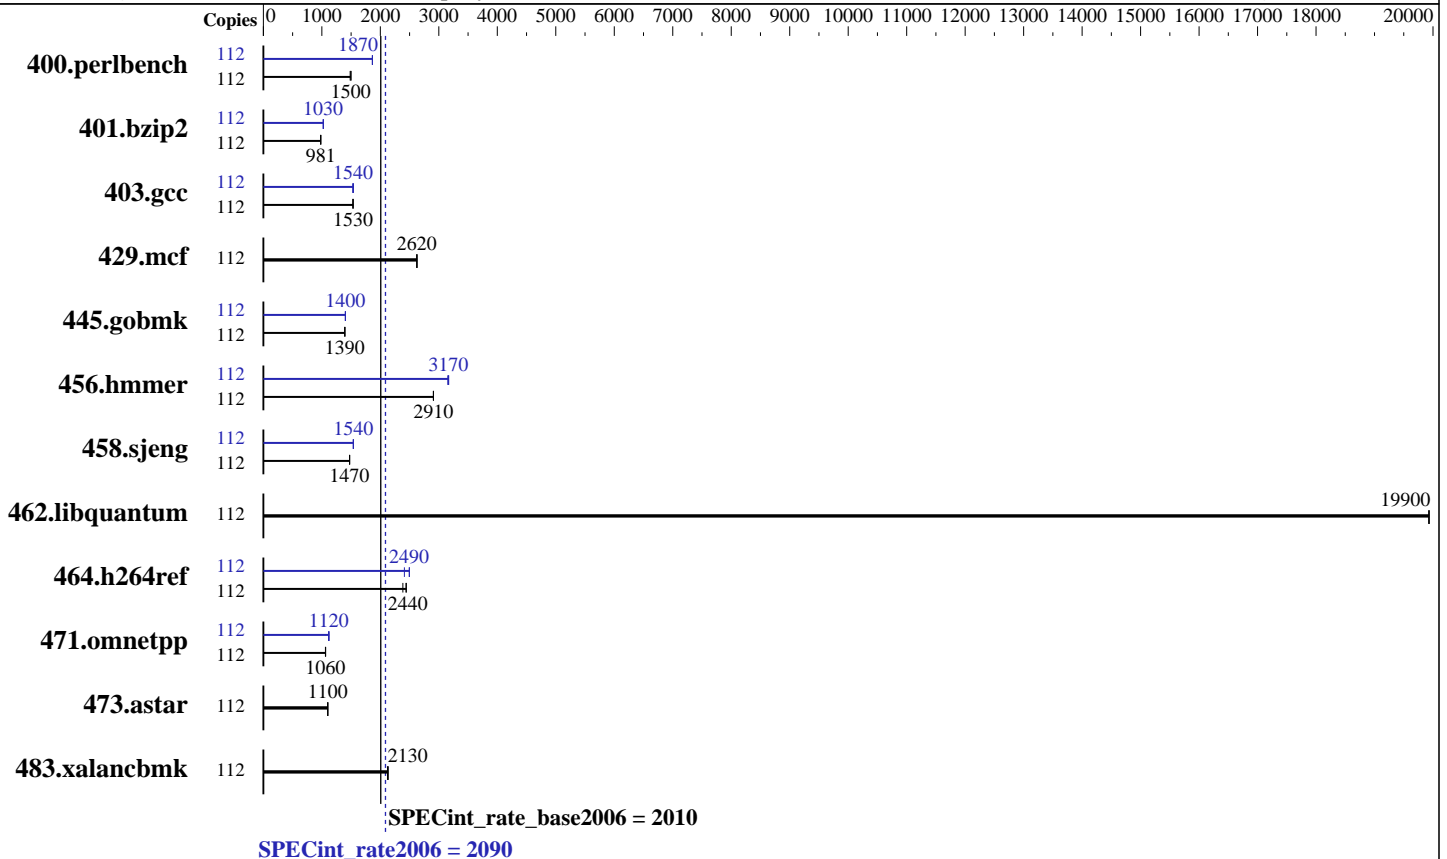 Copies 0 1000 2000 3000 4000 5000 6000 7000 8000 9000 10000 11000 12000 13000 14000 15000 16000 17000 18000 20000
1870
400.perlbench 112
112
1500
1030
401.bzip2 112
112
981
1540
403.gcc 112
112
1530
2620
429.mcf 112
1400
445.gobmk 112
112
1390
3170
456.hmmer 112
112
2910
1540
458.sjeng 112
112
1470
19900
462.libquantum 112
2490
464.h264ref 112
112
2440
1120
471.omnetpp 112
112
1060
1100
473.astar 112
2130
483.xalancbmk 112
SPECint_rate_base2006 = 2010
SPECint_rate2006 = 2090